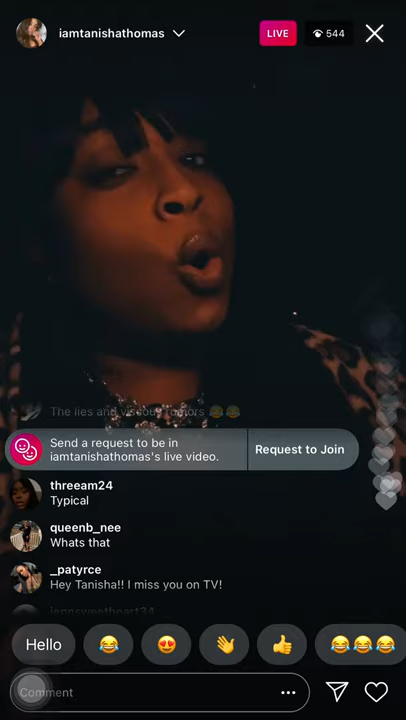 iamtanishathomas
LIVE
544
The lies and vicious rumors 😂😂
Send a request to be in
iamtanishathomas's live video.
Request to Join
threeam24
Typical
queenb_nee
Whats that
_patyrce
Hey Tanisha!! I miss you on TV!
jennsweetheart34
Hello
😂
😍
👋
👍
😂😂😂
Comment